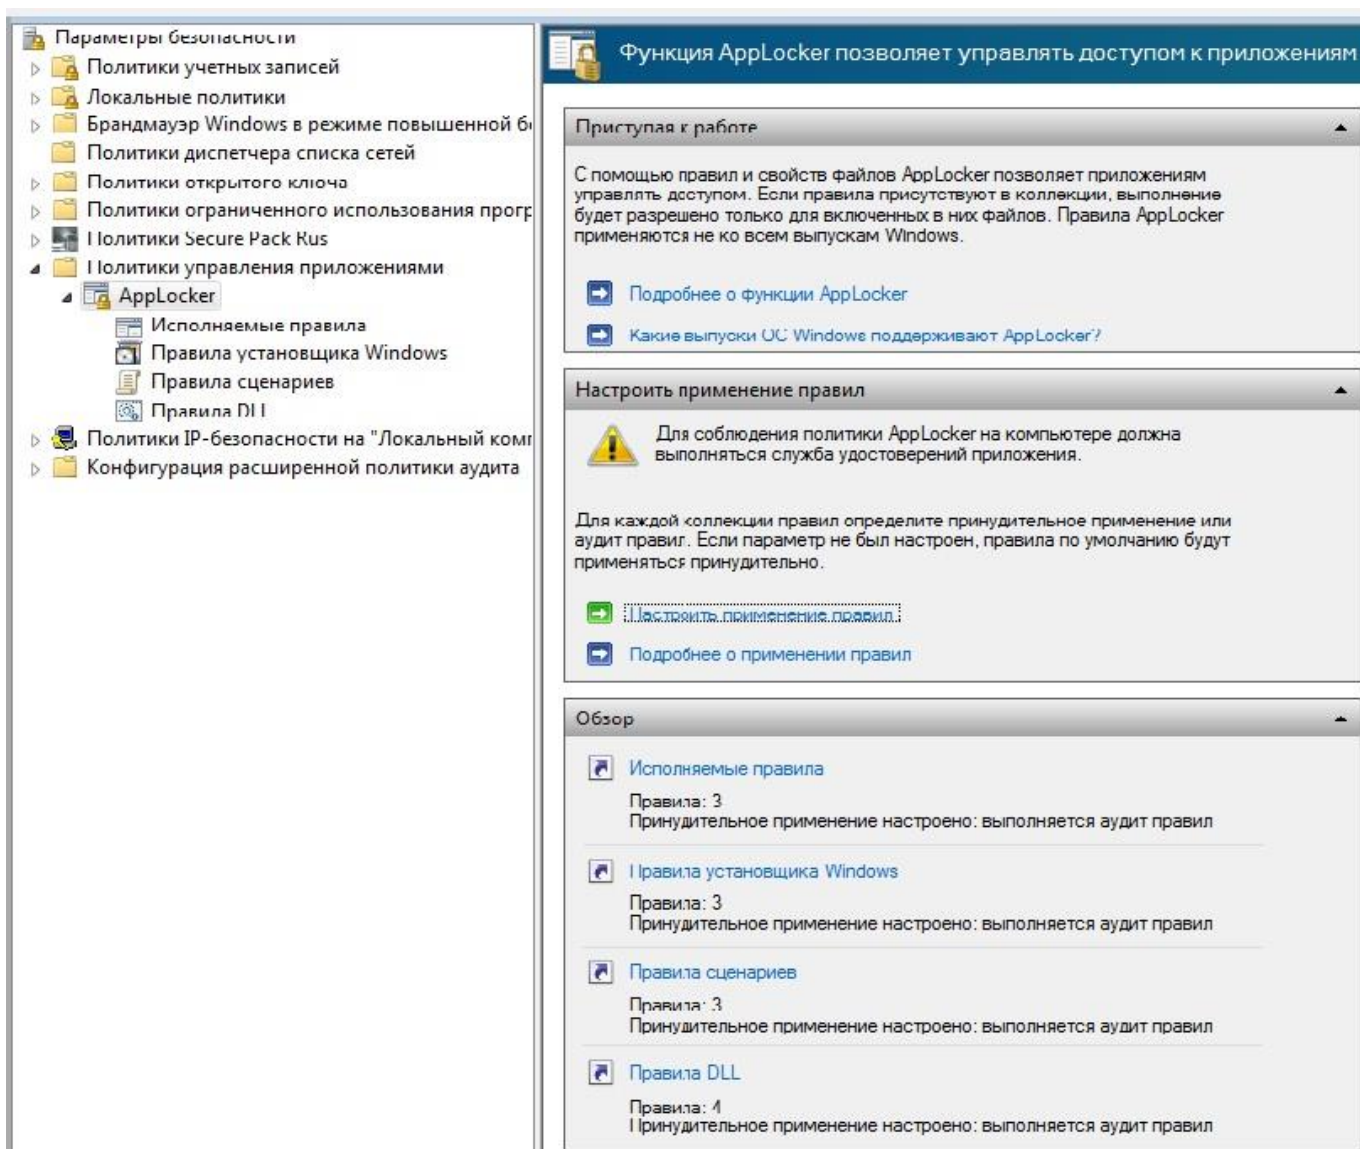 Параметры безопасности
Политики учетных записей
Локальные политики
Брандмауэр Windows в режиме повышенной бе
Политики диспетчера списка сетей
Политики открытого ключа
Политики ограниченного использования прогр
Политики Secure Pack Rus
Политики управления приложениями
AppLocker
Исполняемые правила
Правила установщика Windows
Правила сценариев
Правила DLL
Политики IP-безопасности на "Локальный комп
Конфигурация расширенной политики аудита
Функция AppLocker позволяет управлять доступом к приложениям
Приступая к работе
С помощью правил и свойств файлов AppLocker позволяет приложениям
управлять доступом. Если правила присутствуют в коллекции, выполнение
будет разрешено только для включенных в них файлов. Правила AppLocker
применяются не ко всем выпускам Windows.
Подробнее о функции AppLocker
Какие выпуски ОС Windows поддерживают AppLocker?
Настроить применение правил
Для соблюдения политики AppLocker на компьютере должна
выполняться служба удостоверений приложения.
Для каждой коллекции правил определите принудительное применение или
аудит правил. Если параметр не был настроен, правила по умолчанию будут
применяться принудительно.
Настроить применение правил
Подробнее о применении правил
Обзор
Исполняемые правила
Правила: 3
Принудительное применение настроено: выполняется аудит правил
Правила установщика Windows
Правила: 3
Принудительное применение настроено: выполняется аудит правил
Правила сценариев
Правила: 3
Принудительное применение настроено: выполняется аудит правил
Правила DLL
Правила: 4
Принудительное применение настроено: выполняется аудит правил